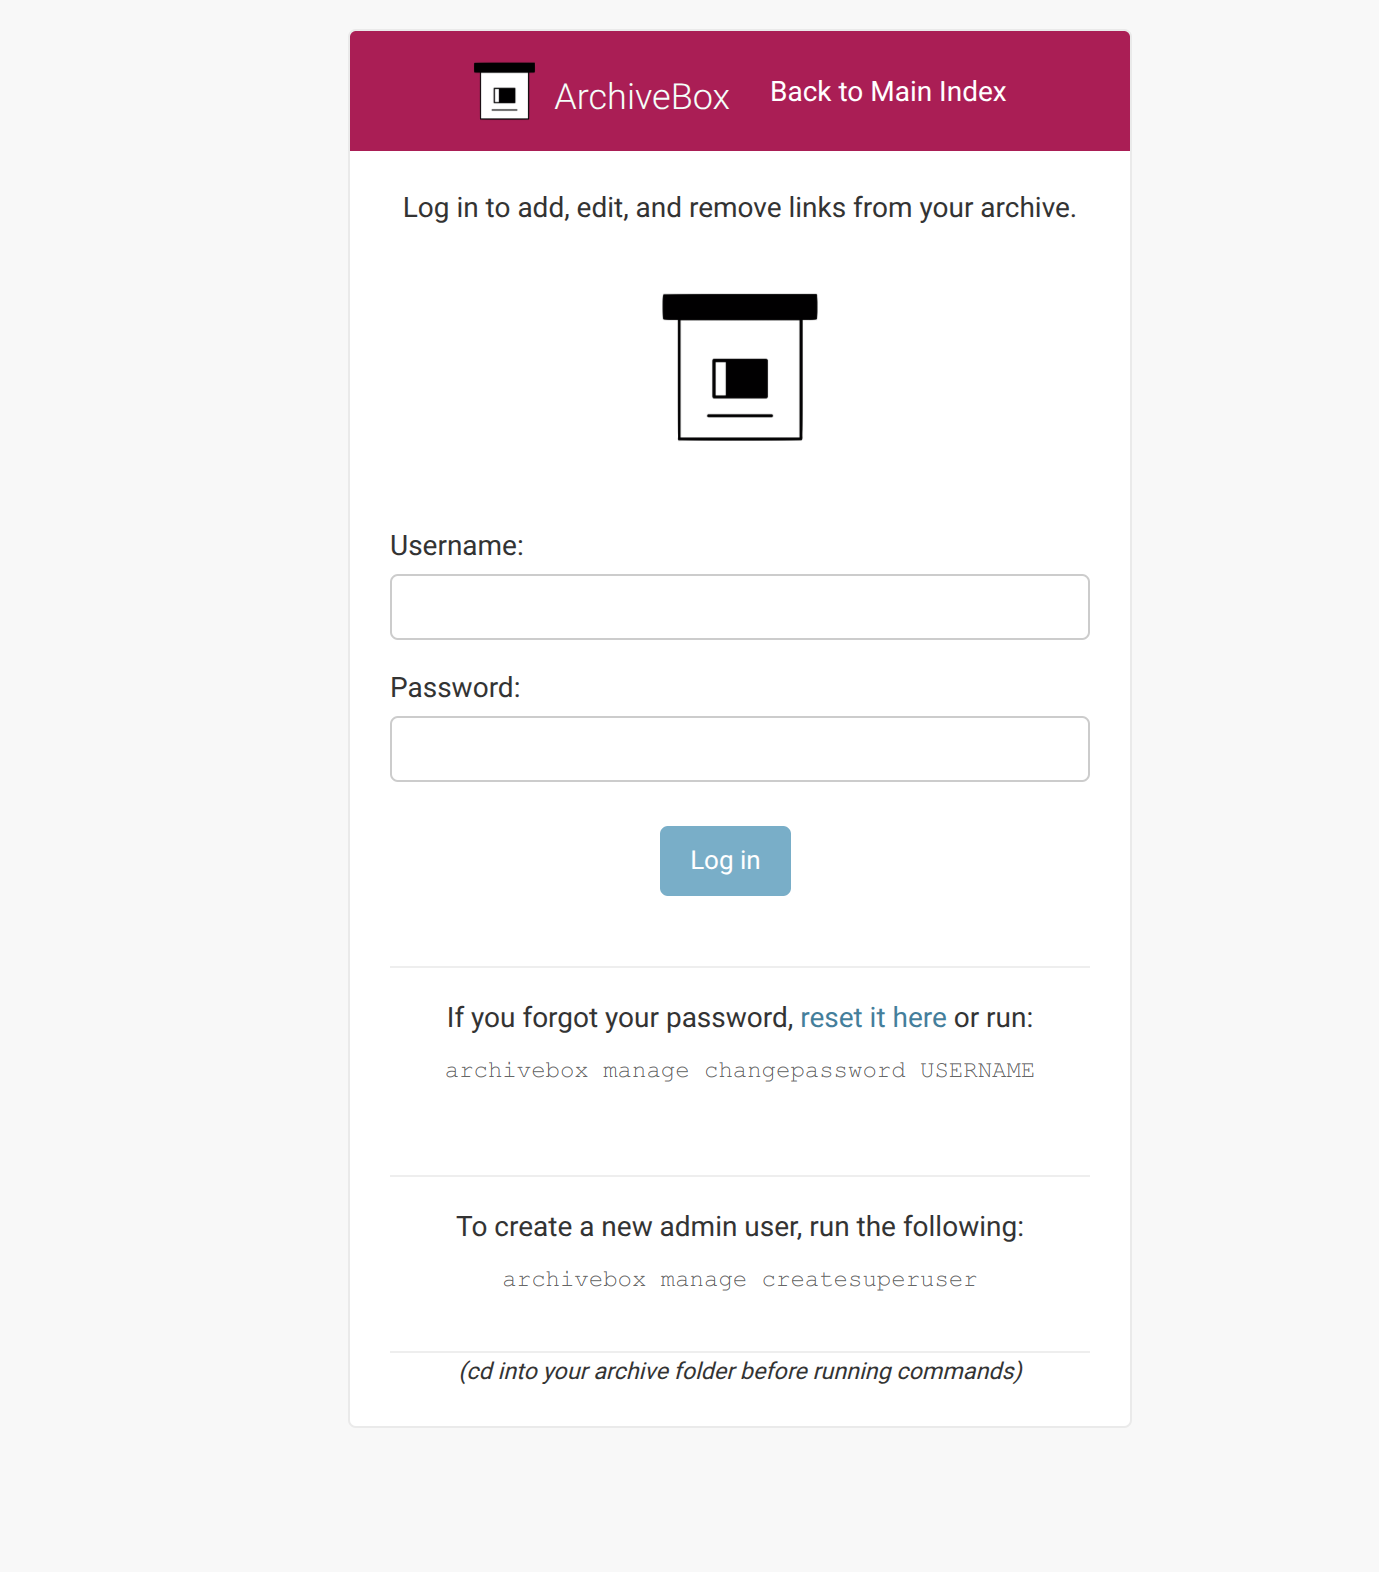 ArchiveBox Back to Main Index
Log in to add, edit, and remove links from your archive.
Username:
Password:
Log in
If you forgot your password, reset it here or run:
archivebox manage changepassword USERNAME
To create a new admin user, run the following:
archivebox manage createsuperuser
(cd into your archive folder before running commands)